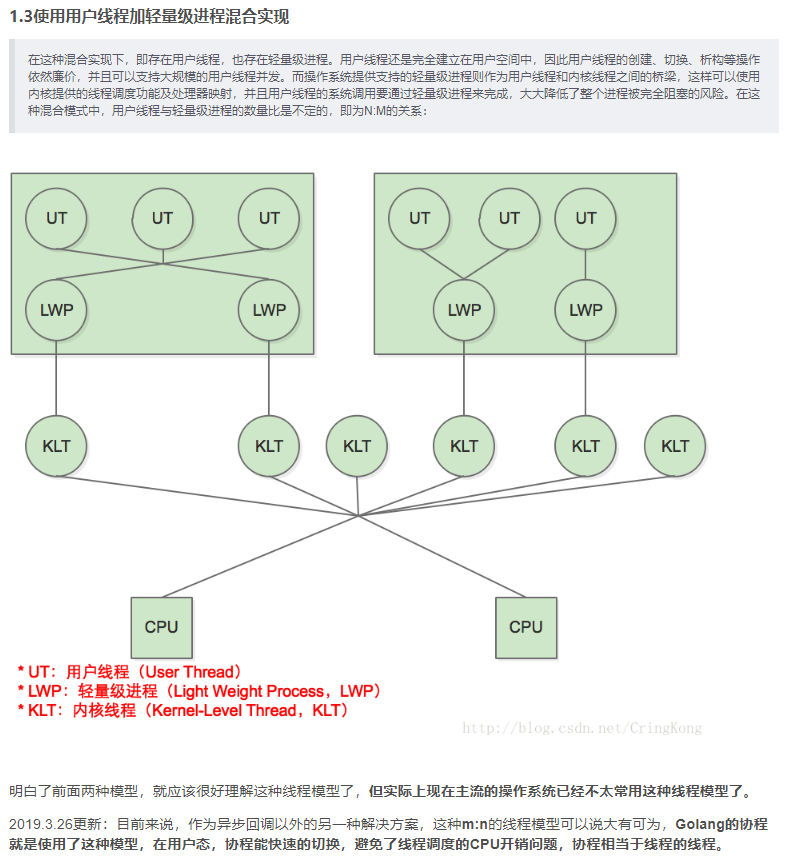 1.3使用用户线程加轻量级进程混合实现
在这种混合实现下，即存在用户线程，也存在轻量级进程。用户线程还是完全建立在用户空间中，因此用户线程的创建、切换、析构等操作
依然廉价，并且可以支持大规模的用户线程并发。而操作系统提供支持的轻量级进程则作为用户线程和内核线程之间的桥梁，这样可以使用
内核提供的线程调度功能及处理器映射，并且用户线程的系统调用要通过轻量级进程来完成，大大降低了整个进程被完全阻塞的风险。在这
种混合模式中，用户线程与轻量级进程的数量比是不定的，即为N:M的关系：
UT UT UT UT UT UT
LWP LWP LWP LWP
KLT KLT KLT KLT KLT KLT
CPU CPU
* UT：用户线程（User Thread）
* LWP：轻量级进程（Light Weight Process，LWP）
* KLT：内核线程（Kernel-Level Thread，KLT）
http://blog.csdn.net/CringKong
明白了前面两种模型，就应该很好理解这种线程模型了，但实际上现在主流的操作系统已经不太常用这种线程模型了。
2019.3.26更新：目前来说，作为异步回调以外的另一种解决方案，这种m:n的线程模型可以说大有可为，Golang的协程
就是使用了这种模型，在用户态，协程能快速的切换，避免了线程调度的CPU开销问题，协程相当于线程的线程。